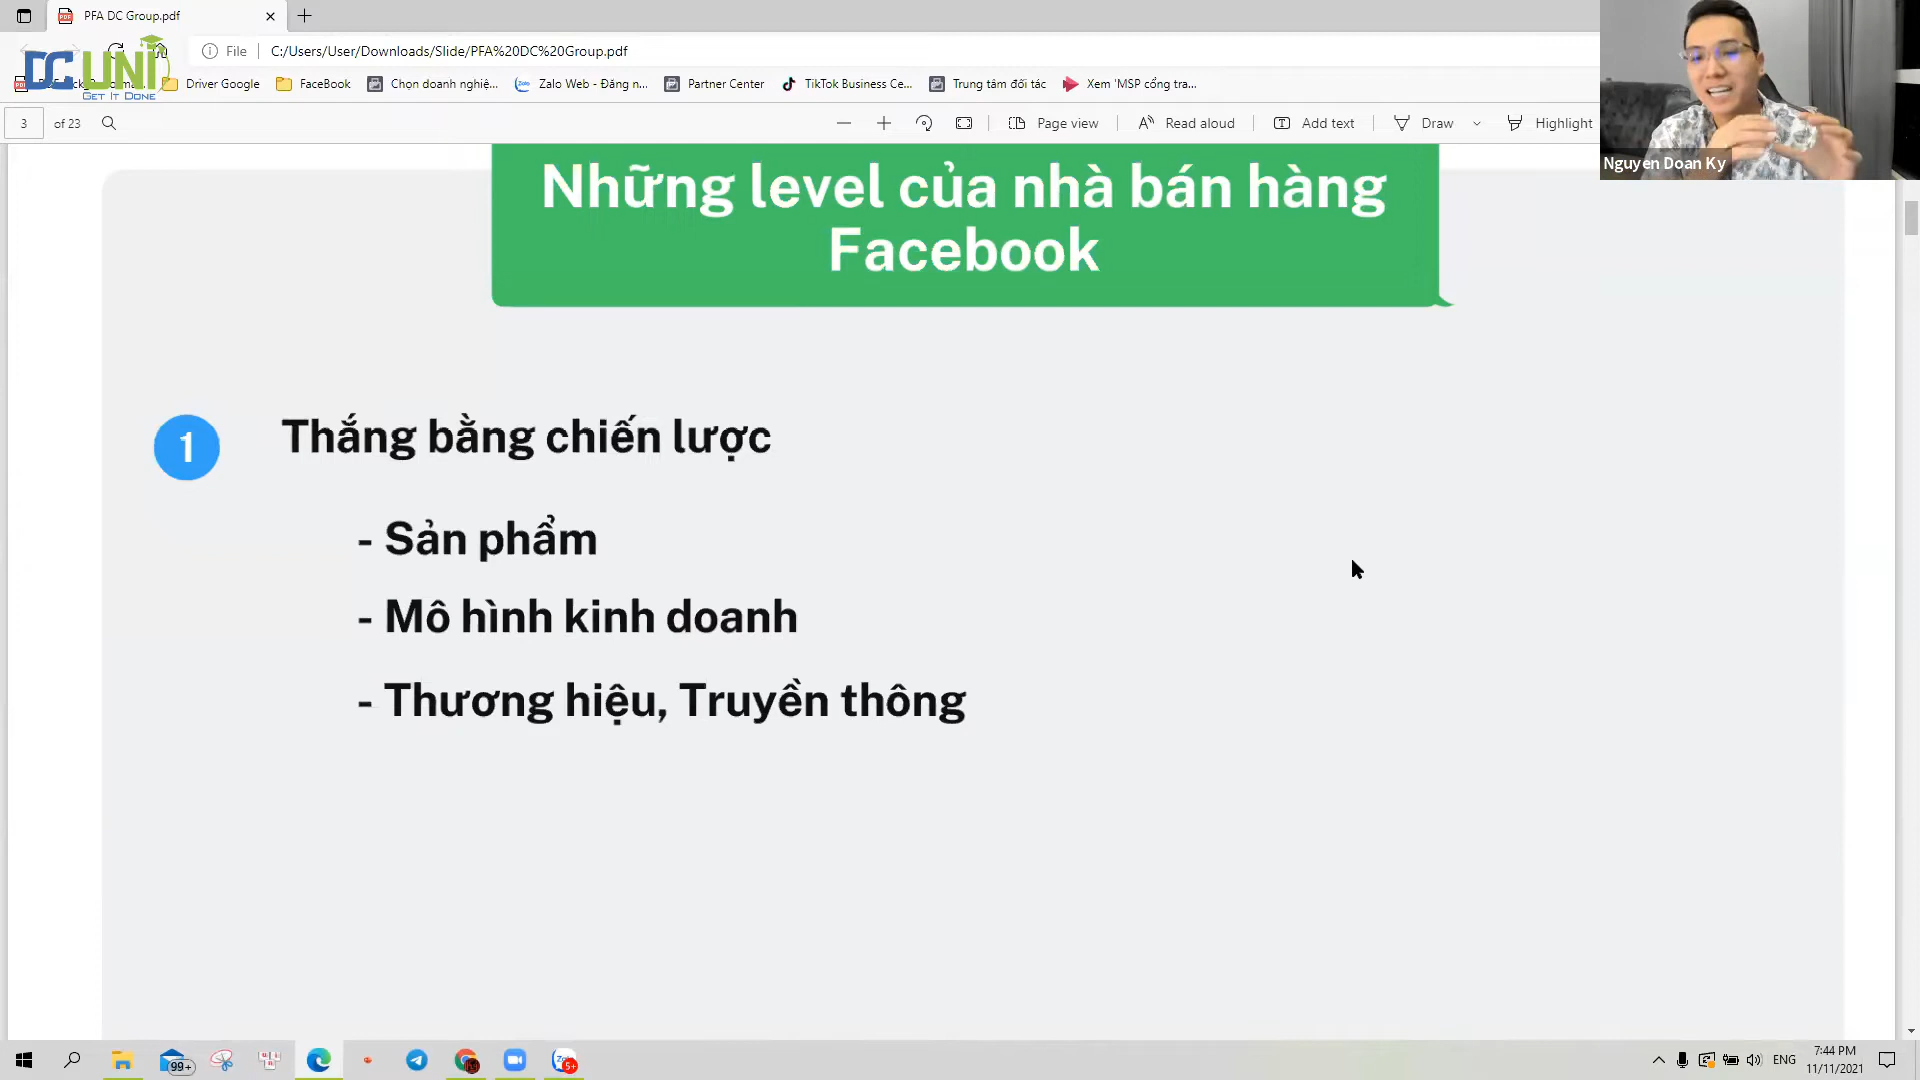 PFA DC Group.pdf
File
C:/Users/User/Downloads/Slide/PFA%20DC%20Group.pdf
DC UNI
GET IT DONE
Driver Google
FaceBook
Chọn doanh nghiệ...
Zalo Web - Đăng n...
Partner Center
TikTok Business Ce...
Trung tâm đối tác
Xem 'MSP cổng tra...
3
of 23
Page view
Read aloud
Add text
Draw
Highlight
Nguyen Doan Ky
Những level của nhà bán hàng
Facebook
1
Thắng bằng chiến lược
- Sản phẩm
- Mô hình kinh doanh
- Thương hiệu, Truyền thông
99+
5+
ENG
7:44 PM
11/11/2021